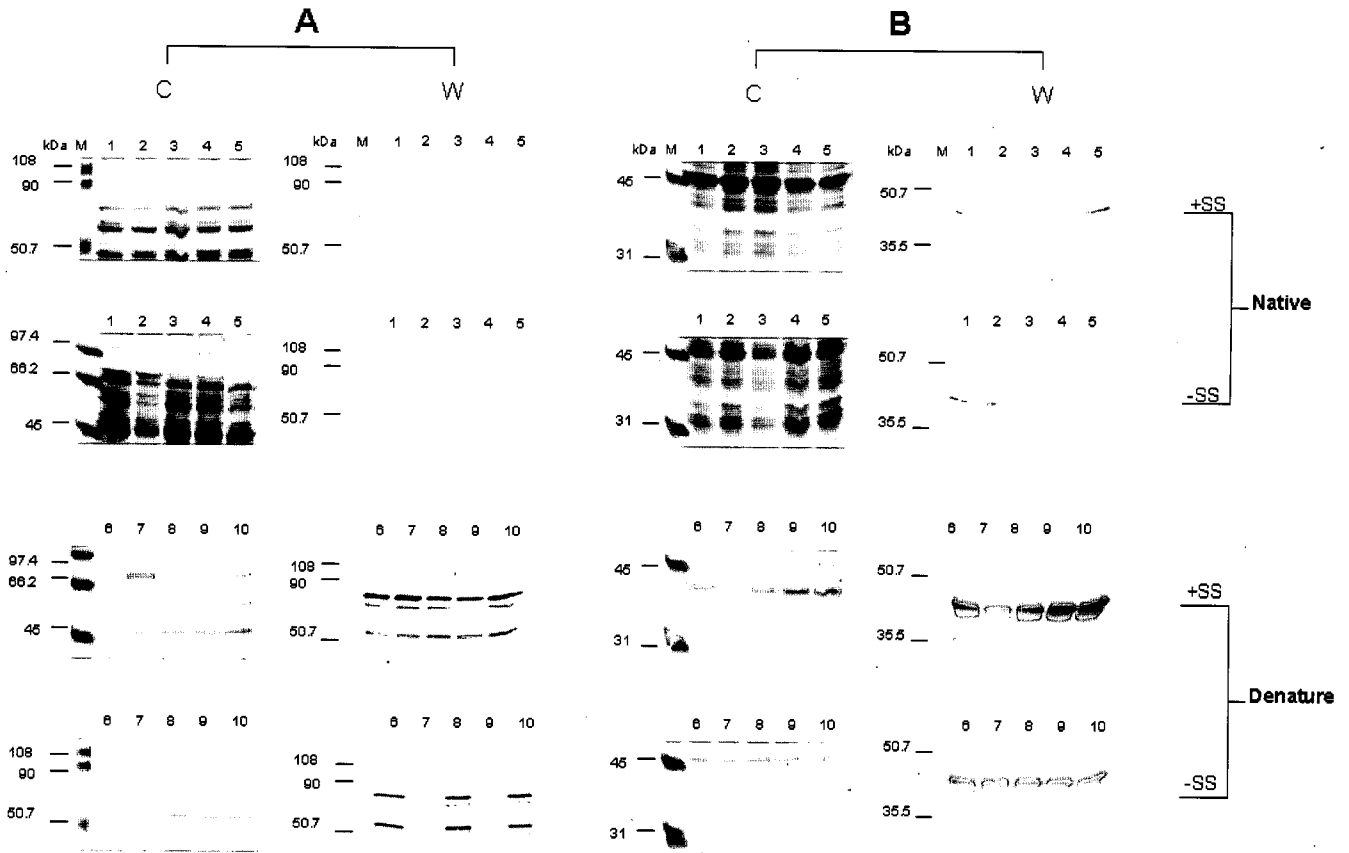 A B
C W C W
kDa M 1 2 3 4 5 kDa M 1 2 3 4 5 kDa M 1 2 3 4 5 kDa M 1 2 3 4 5
108 108 45 50.7 +SS
90 90
50.7 50.7 31 35.5
Native
1 2 3 4 5 1 2 3 4 5 1 2 3 4 5 1 2 3 4 5
97.4 108 45 50.7
66.2 90
46 50.7 31 35.5 -SS
6 7 8 9 10 6 7 8 9 10 6 7 8 9 10 6 7 8 9 10
97.4 108 45 50.7 +SS
66.2 90
45 50.7 31 35.5
Denature
6 7 8 9 10 6 7 8 9 10 6 7 8 9 10 6 7 8 9 10
108 108 45 50.7
90 90 -SS
50.7 50.7 31 35.5